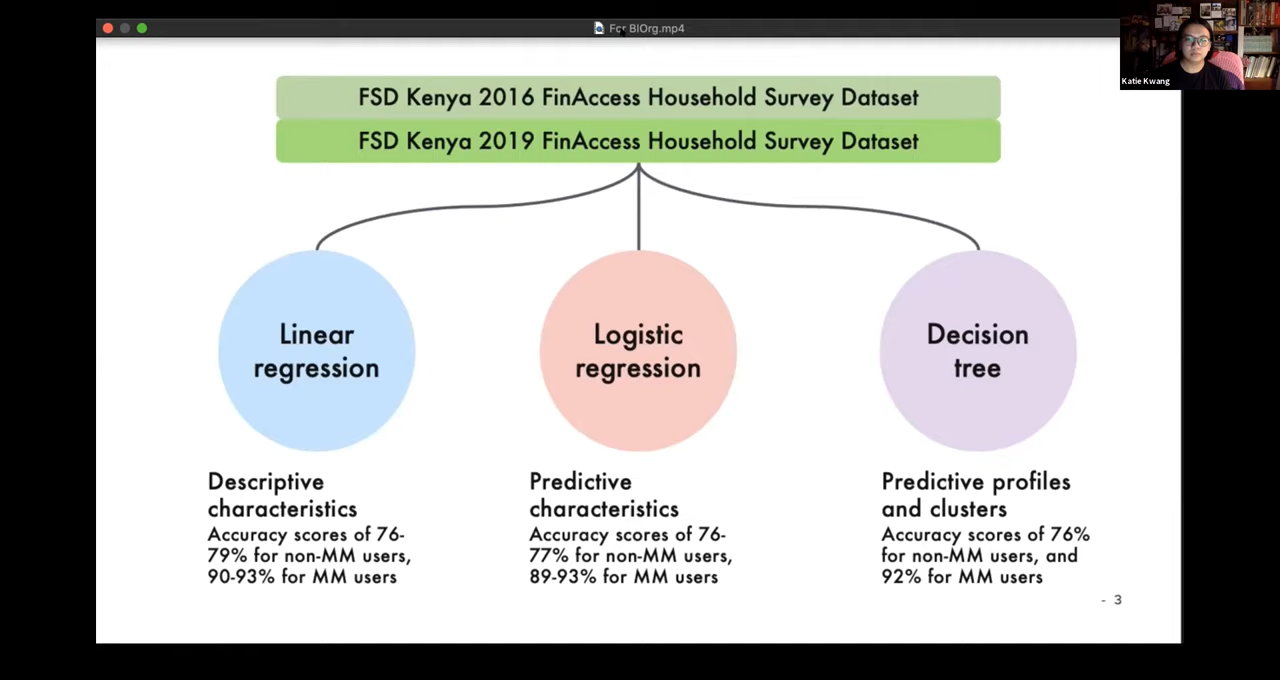 For BIOrg.mp4
Katie Kwang
FSD Kenya 2016 FinAccess Household Survey Dataset
FSD Kenya 2019 FinAccess Household Survey Dataset
Linear
regression
Logistic
regression
Decision
tree
Descriptive
characteristics
Accuracy scores of 76-
79% for non-MM users,
90-93% for MM users
Predictive
characteristics
Accuracy scores of 76-
77% for non-MM users,
89-93% for MM users
Predictive profiles
and clusters
Accuracy scores of 76%
for non-MM users, and
92% for MM users
- 3